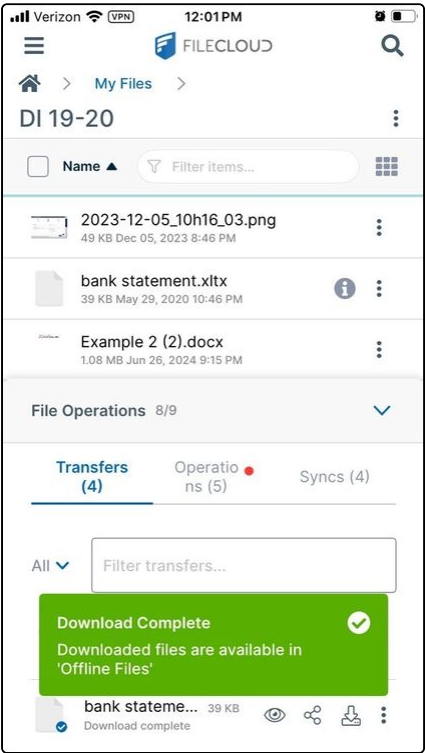 Verizon VPN 12:01 PM
FILECLOUD
My Files
DI 19-20
Name Filter items...
2023-12-05_10h16_03.png
49 KB Dec 05, 2023 8:46 PM
bank statement.xltx
39 KB May 29, 2020 10:46 PM
Example 2 (2).docx
1.08 MB Jun 26, 2024 9:15 PM
File Operations 8/9
Transfers
(4)
Operatio
ns (5)
Syncs (4)
All Filter transfers...
Download Complete
Downloaded files are available in
'Offline Files'
bank stateme... 39 KB
Download complete